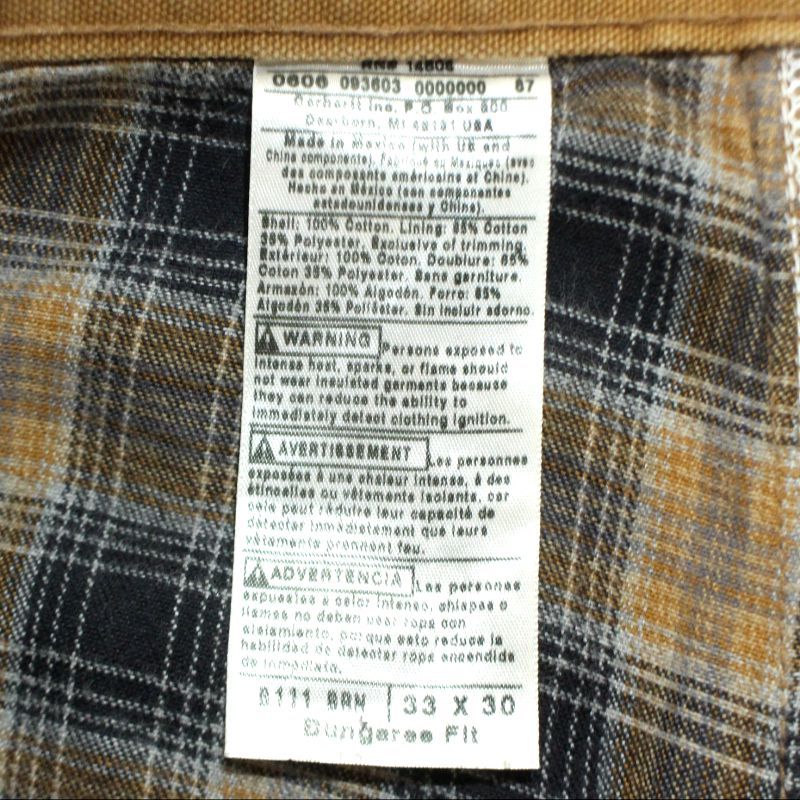 RN# 14806
0606 093603 0000000 67
Carhartt Inc, P.O. Box 600
Dearborn, MI 48121 USA
Made in Mexico (with US and
China components). Fabriqué au Mexiques (avec
des composants américains et Chine).
Hecho en México (con componentes
estadounidenses y China).
Shell: 100% Cotton. Lining: 65% Cotton
35% Polyester. Exclusive of trimming.
Extérieur: 100% Coton. Doublure: 65%
Coton 35% Polyester. Sans garniture.
Armazón: 100% Algodón. Forro: 65%
Algodón 35% Poliéster. Sin incluir adorno.
WARNING Persons exposed to
intense heat, sparks, or flame should
not wear insulated garments because
they can reduce the ability to
immediately detect clothing ignition.
AVERTISSEMENT Les personnes
exposées à une chaleur intense, à des
étincelles ou vêtements isolants, car
cela peut réduire leur capacité de
détecter immédiatement que leurs
vêtements prennent feu.
ADVERTENCIA Las personas
expuestas a calor intenso, chispas o
llamas no deben usar ropa con
aislamiento, porque esto reduce la
habilidad de detectar ropa encendida
de inmediata.
B111 BRN 33 X 30
Dungaree Fit